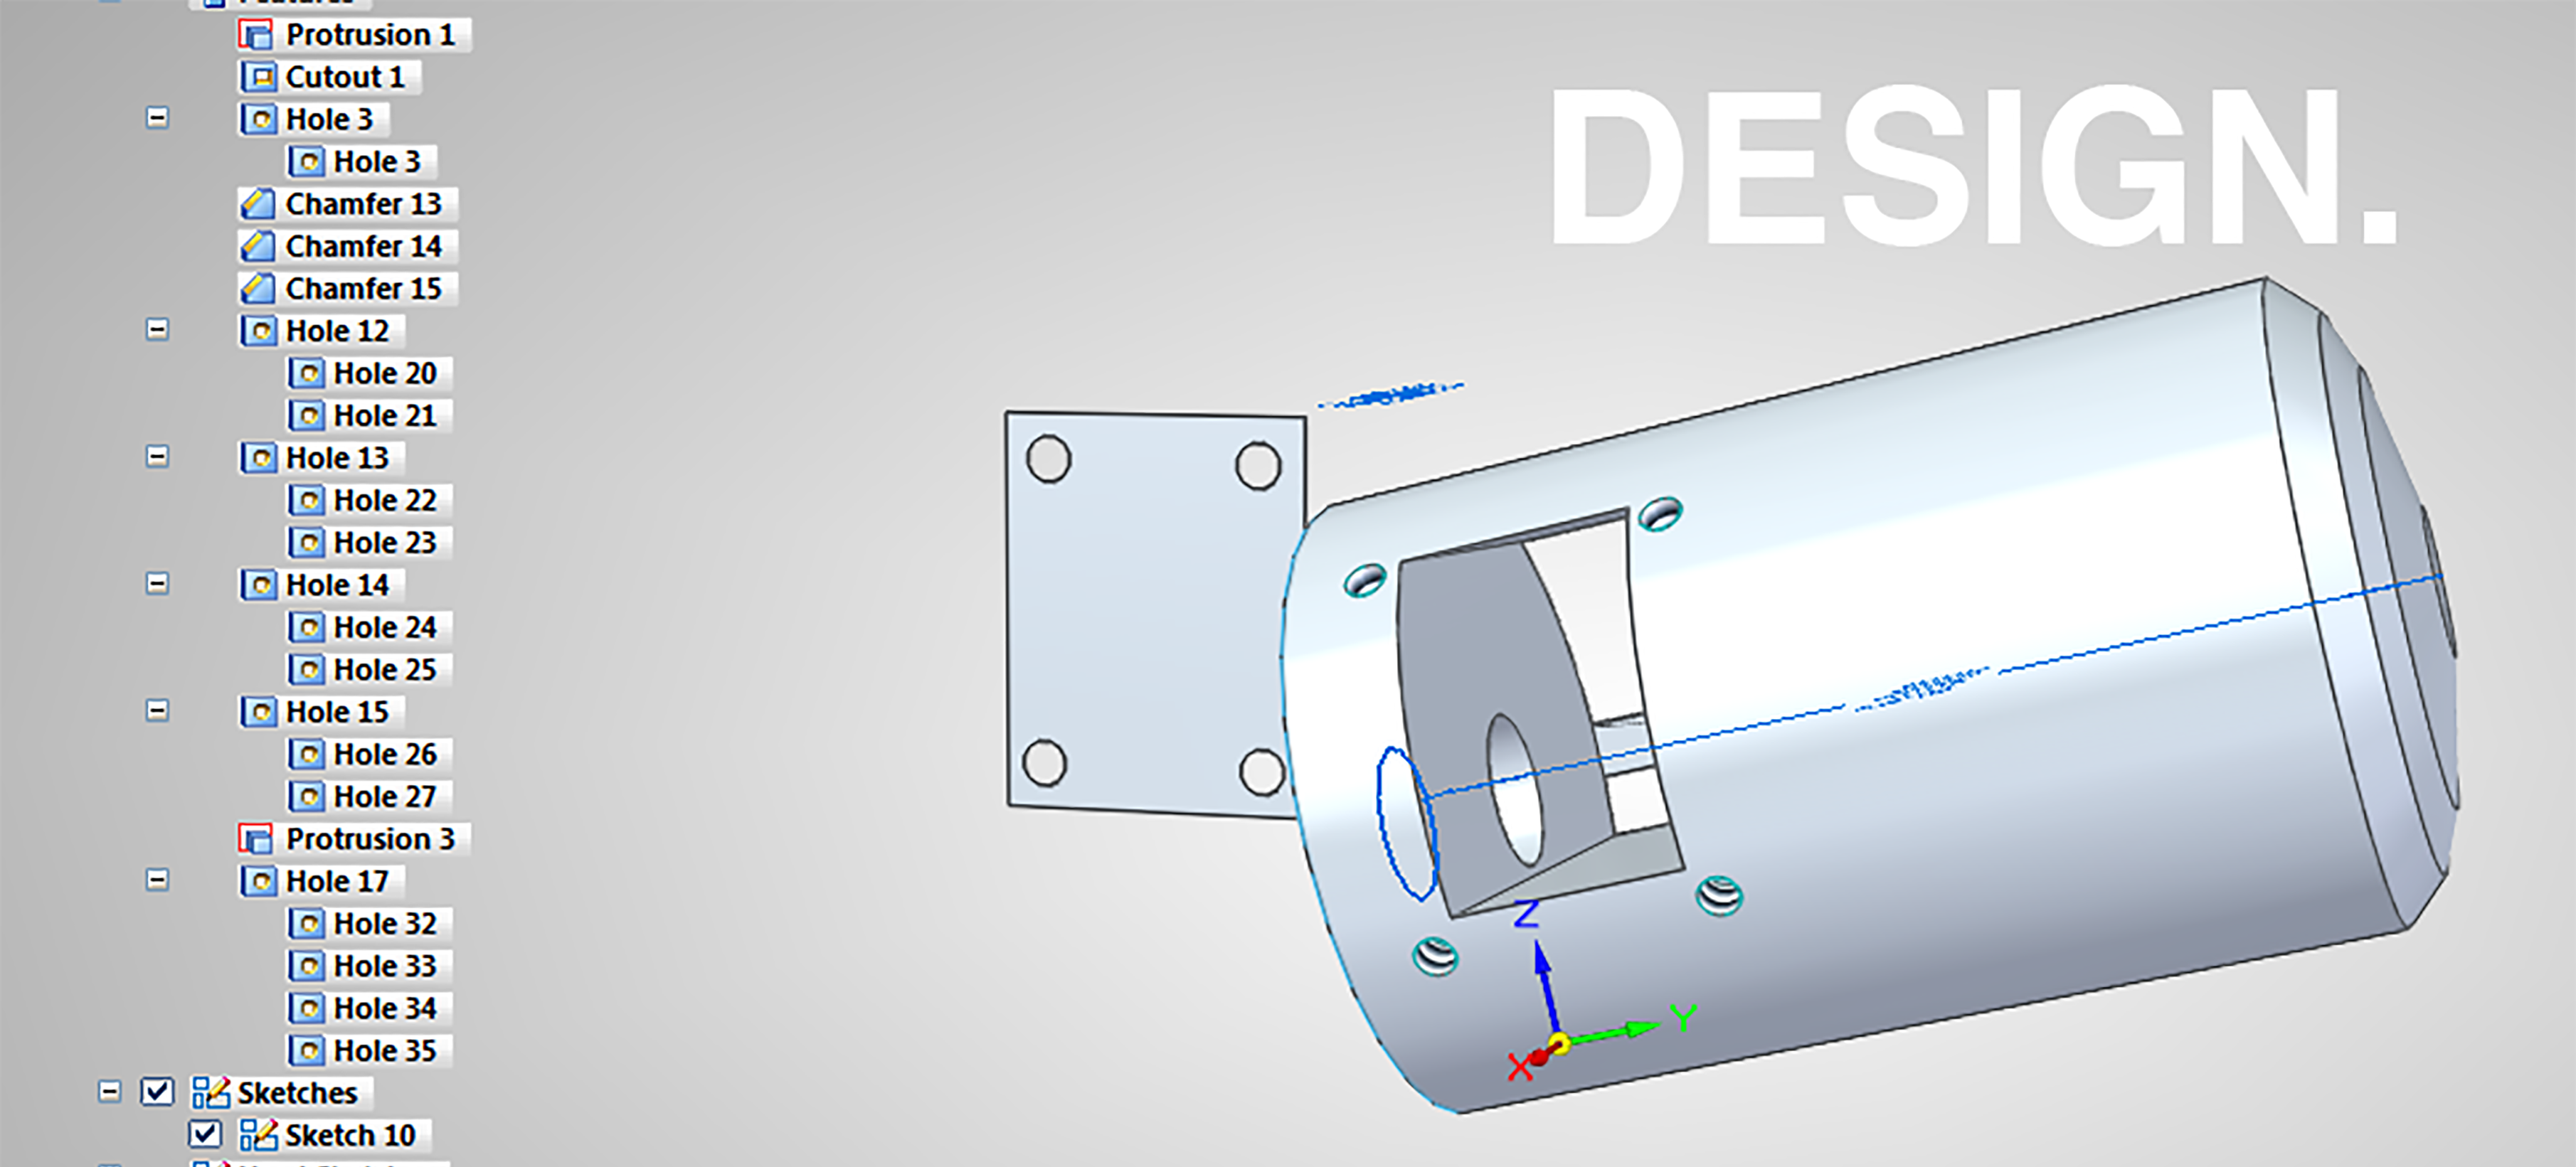 Features
Protrusion 1
Cutout 1
Hole 3
Hole 3
Chamfer 13
Chamfer 14
Chamfer 15
Hole 12
Hole 20
Hole 21
Hole 13
Hole 22
Hole 23
Hole 14
Hole 24
Hole 25
Hole 15
Hole 26
Hole 27
Protrusion 3
Hole 17
Hole 32
Hole 33
Hole 34
Hole 35
Sketches
Sketch 10
DESIGN.
Z
Y
X